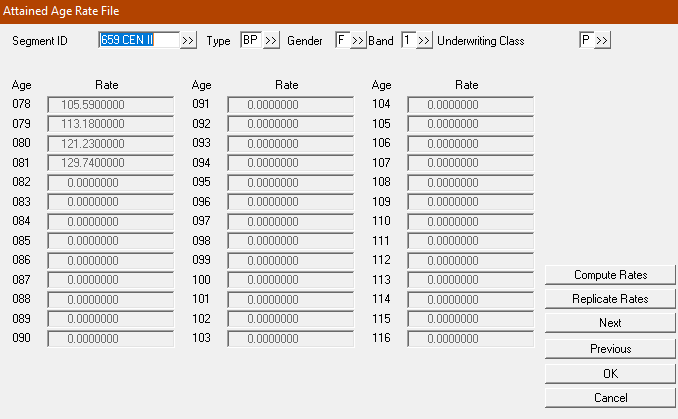 Attained Age Rate File
Segment ID 659 CEN II >> Type BP >> Gender F >> Band 1 >> Underwriting Class P >>
Age Rate Age Rate Age Rate
078 105.5900000 091 0.0000000 104 0.0000000
079 113.1800000 092 0.0000000 105 0.0000000
080 121.2300000 093 0.0000000 106 0.0000000
081 129.7400000 094 0.0000000 107 0.0000000
082 0.0000000 095 0.0000000 108 0.0000000
083 0.0000000 096 0.0000000 109 0.0000000
084 0.0000000 097 0.0000000 110 0.0000000
085 0.0000000 098 0.0000000 111 0.0000000
086 0.0000000 099 0.0000000 112 0.0000000
087 0.0000000 100 0.0000000 113 0.0000000
088 0.0000000 101 0.0000000 114 0.0000000
089 0.0000000 102 0.0000000 115 0.0000000
090 0.0000000 103 0.0000000 116 0.0000000
Compute Rates
Replicate Rates
Next
Previous
OK
Cancel